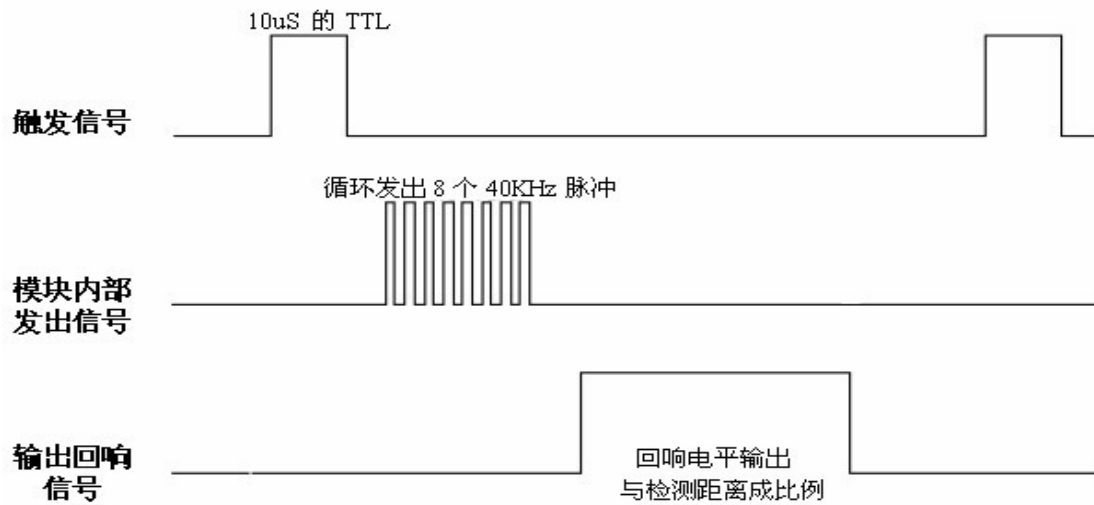 10uS 的 TTL
触发信号
循环发出 8 个 40KHz 脉冲
模块内部
发出信号
输出回响
信号
回响电平输出
与检测距离成比例